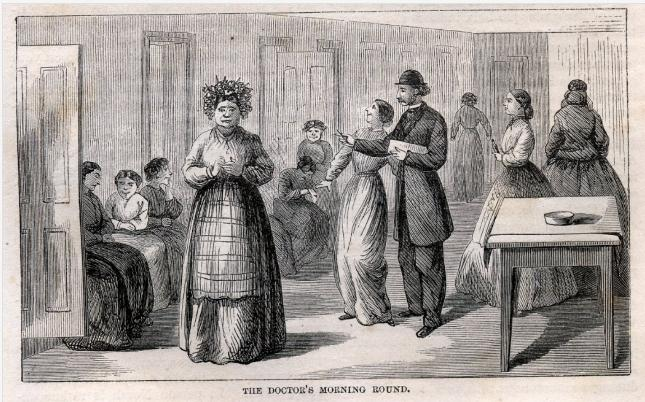 THE DOCTOR'S MORNING ROUND.